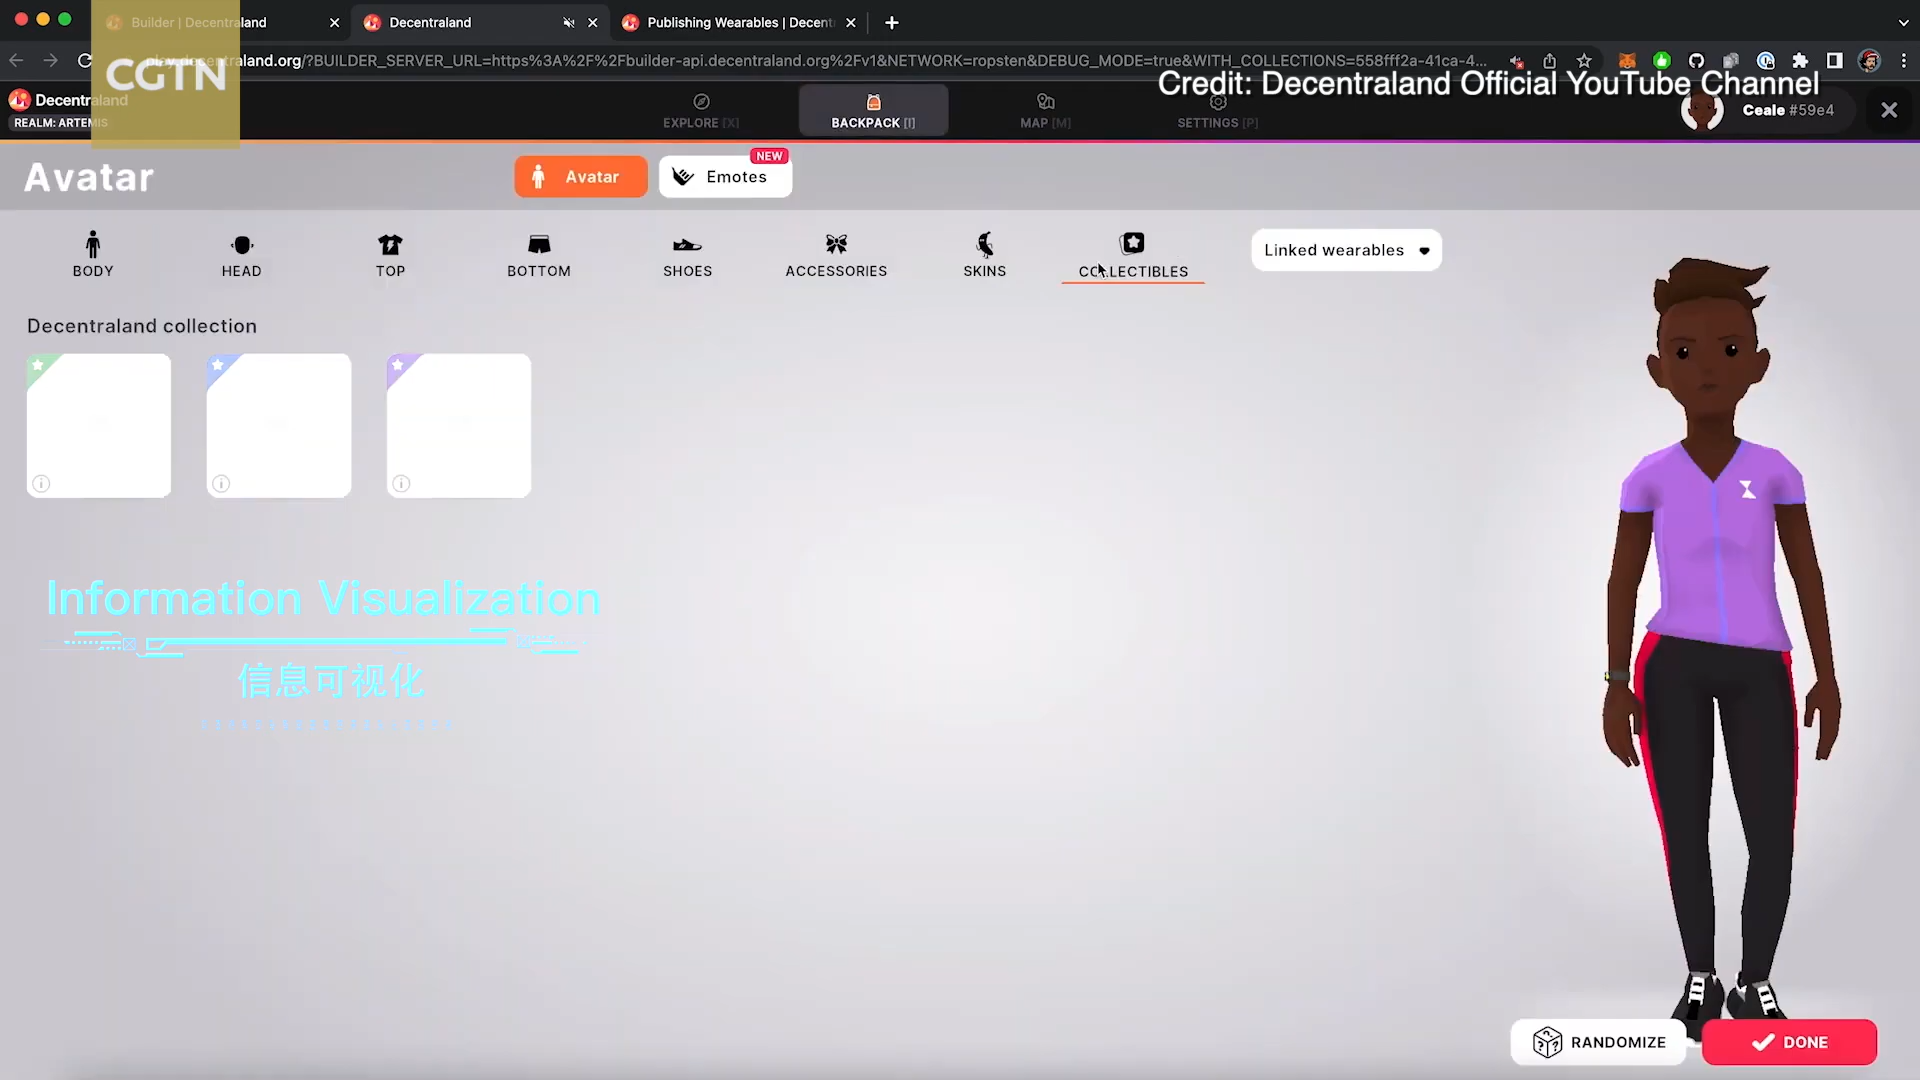 Builder | Decentraland
Decentraland
Publishing Wearables | Decent
play.decentraland.org/?BUILDER_SERVER_URL=https%3A%2F%2Fbuilder-api.decentraland.org%2Fv1&NETWORK=ropsten&DEBUG_MODE=true&WITH_COLLECTIONS=558fff2a-41ca-4...
CGTN
Credit: Decentraland Official YouTube Channel
Decentraland
REALM: ARTEMIS
EXPLORE [X]
BACKPACK [I]
MAP [M]
SETTINGS [P]
Ceale #59e4
Avatar
Avatar
Emotes
NEW
BODY
HEAD
TOP
BOTTOM
SHOES
ACCESSORIES
SKINS
COLLECTIBLES
Linked wearables
Decentraland collection
Information Visualization
信息可视化
RANDOMIZE
DONE